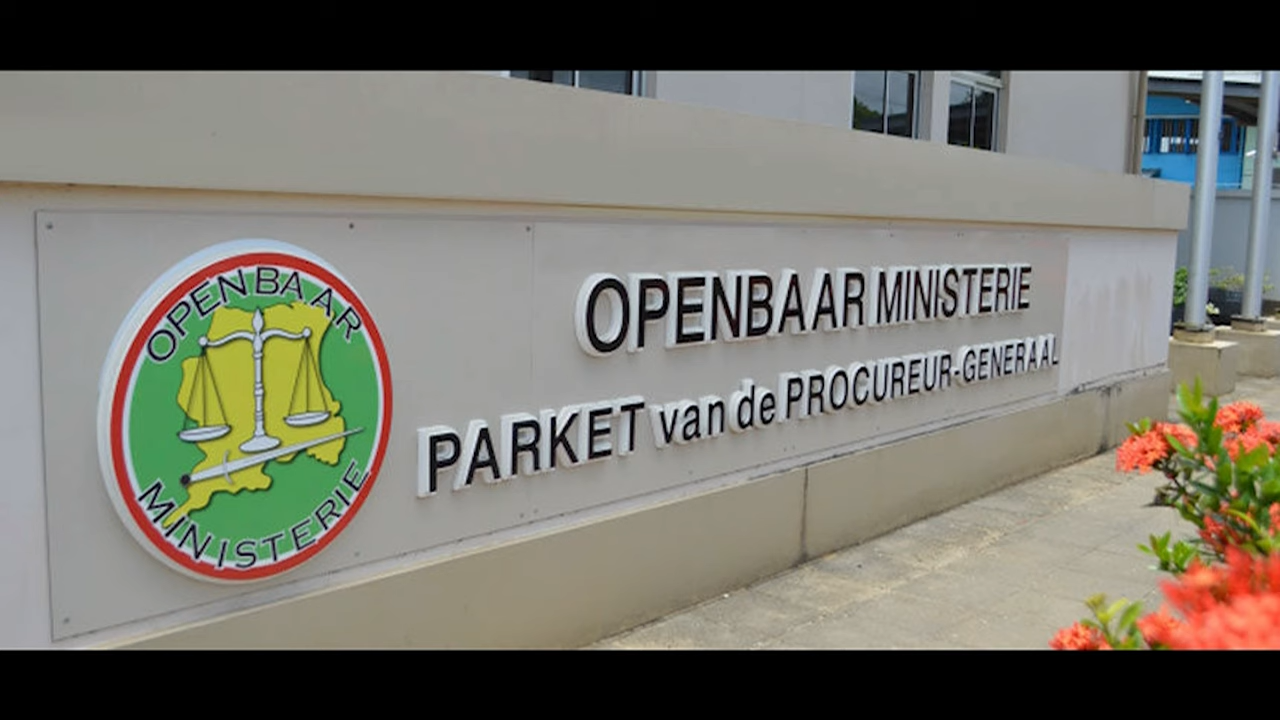 OPENBAAR
MINISTERIE
OPENBAAR MINISTERIE
PARKET van de PROCUREUR-GENERAAL